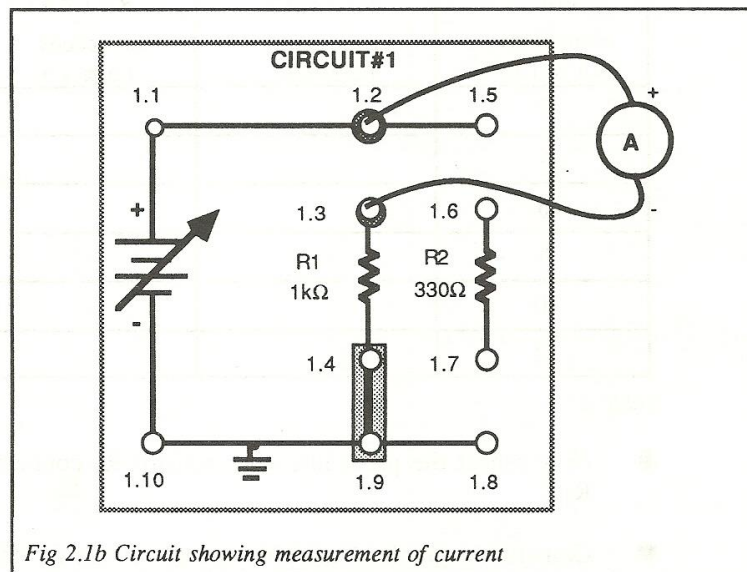 CIRCUIT#1
1.1 1.2 1.5
+
A
+ 1.3 1.6 -
R1 R2
1kΩ 330Ω
- 1.4 1.7
1.10 1.9 1.8
Fig 2.1b Circuit showing measurement of current